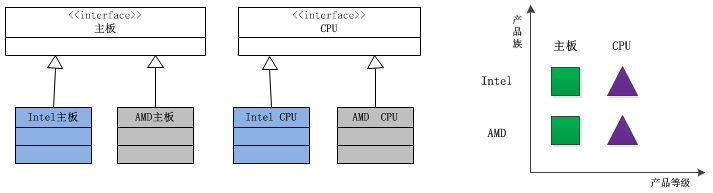 <<interface>>
主板
<<interface>>
CPU
Intel主板
AMD主板
Intel CPU
AMD CPU
产品族
主板
CPU
Intel
AMD
产品等级